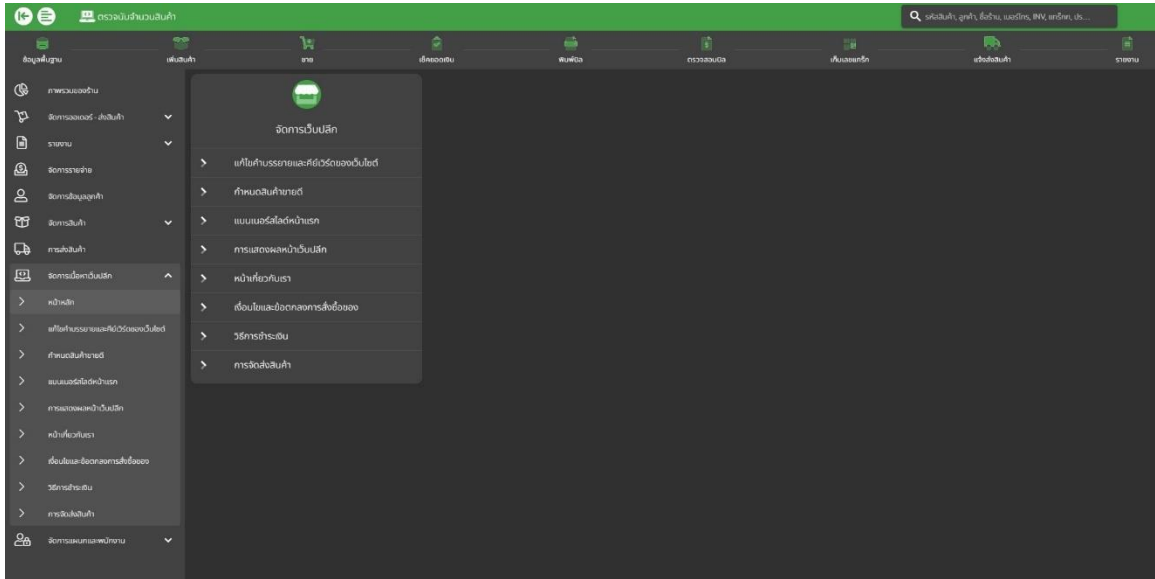 ตรวจนับจำนวนสินค้า
รหัสสินค้า, ลูกค้า, ชื่อร้าน, เบอร์โทร, INV, แทร็กกิ้, ประ...
ข้อมูลพื้นฐาน
เพิ่มสินค้า
ขาย
เช็คยอดเงิน
พิมพ์บิล
ตรวจสอบบิล
เก็บเลขแทร็ก
แจ้งส่งสินค้า
รายงาน
ภาพรวมของร้าน
จัดการออเดอร์ - ส่งสินค้า
รายงาน
จัดการรายจ่าย
จัดการข้อมูลลูกค้า
จัดการสินค้า
การส่งสินค้า
จัดการเนื้อหาเว็บปลีก
หน้าหลัก
แก้ไขคำบรรยายและคีย์เวิร์ดของเว็บไซต์
กำหนดสินค้าขายดี
แบนเนอร์สไลด์หน้าแรก
การแสดงผลหน้าเว็บปลีก
หน้าเกี่ยวกับเรา
เงื่อนไขและข้อตกลงการสั่งซื้อของ
วิธีการชำระเงิน
การจัดส่งสินค้า
จัดการแผนกและพนักงาน
จัดการเว็บปลีก
แก้ไขคำบรรยายและคีย์เวิร์ดของเว็บไซต์
กำหนดสินค้าขายดี
แบนเนอร์สไลด์หน้าแรก
การแสดงผลหน้าเว็บปลีก
หน้าเกี่ยวกับเรา
เงื่อนไขและข้อตกลงการสั่งซื้อของ
วิธีการชำระเงิน
การจัดส่งสินค้า